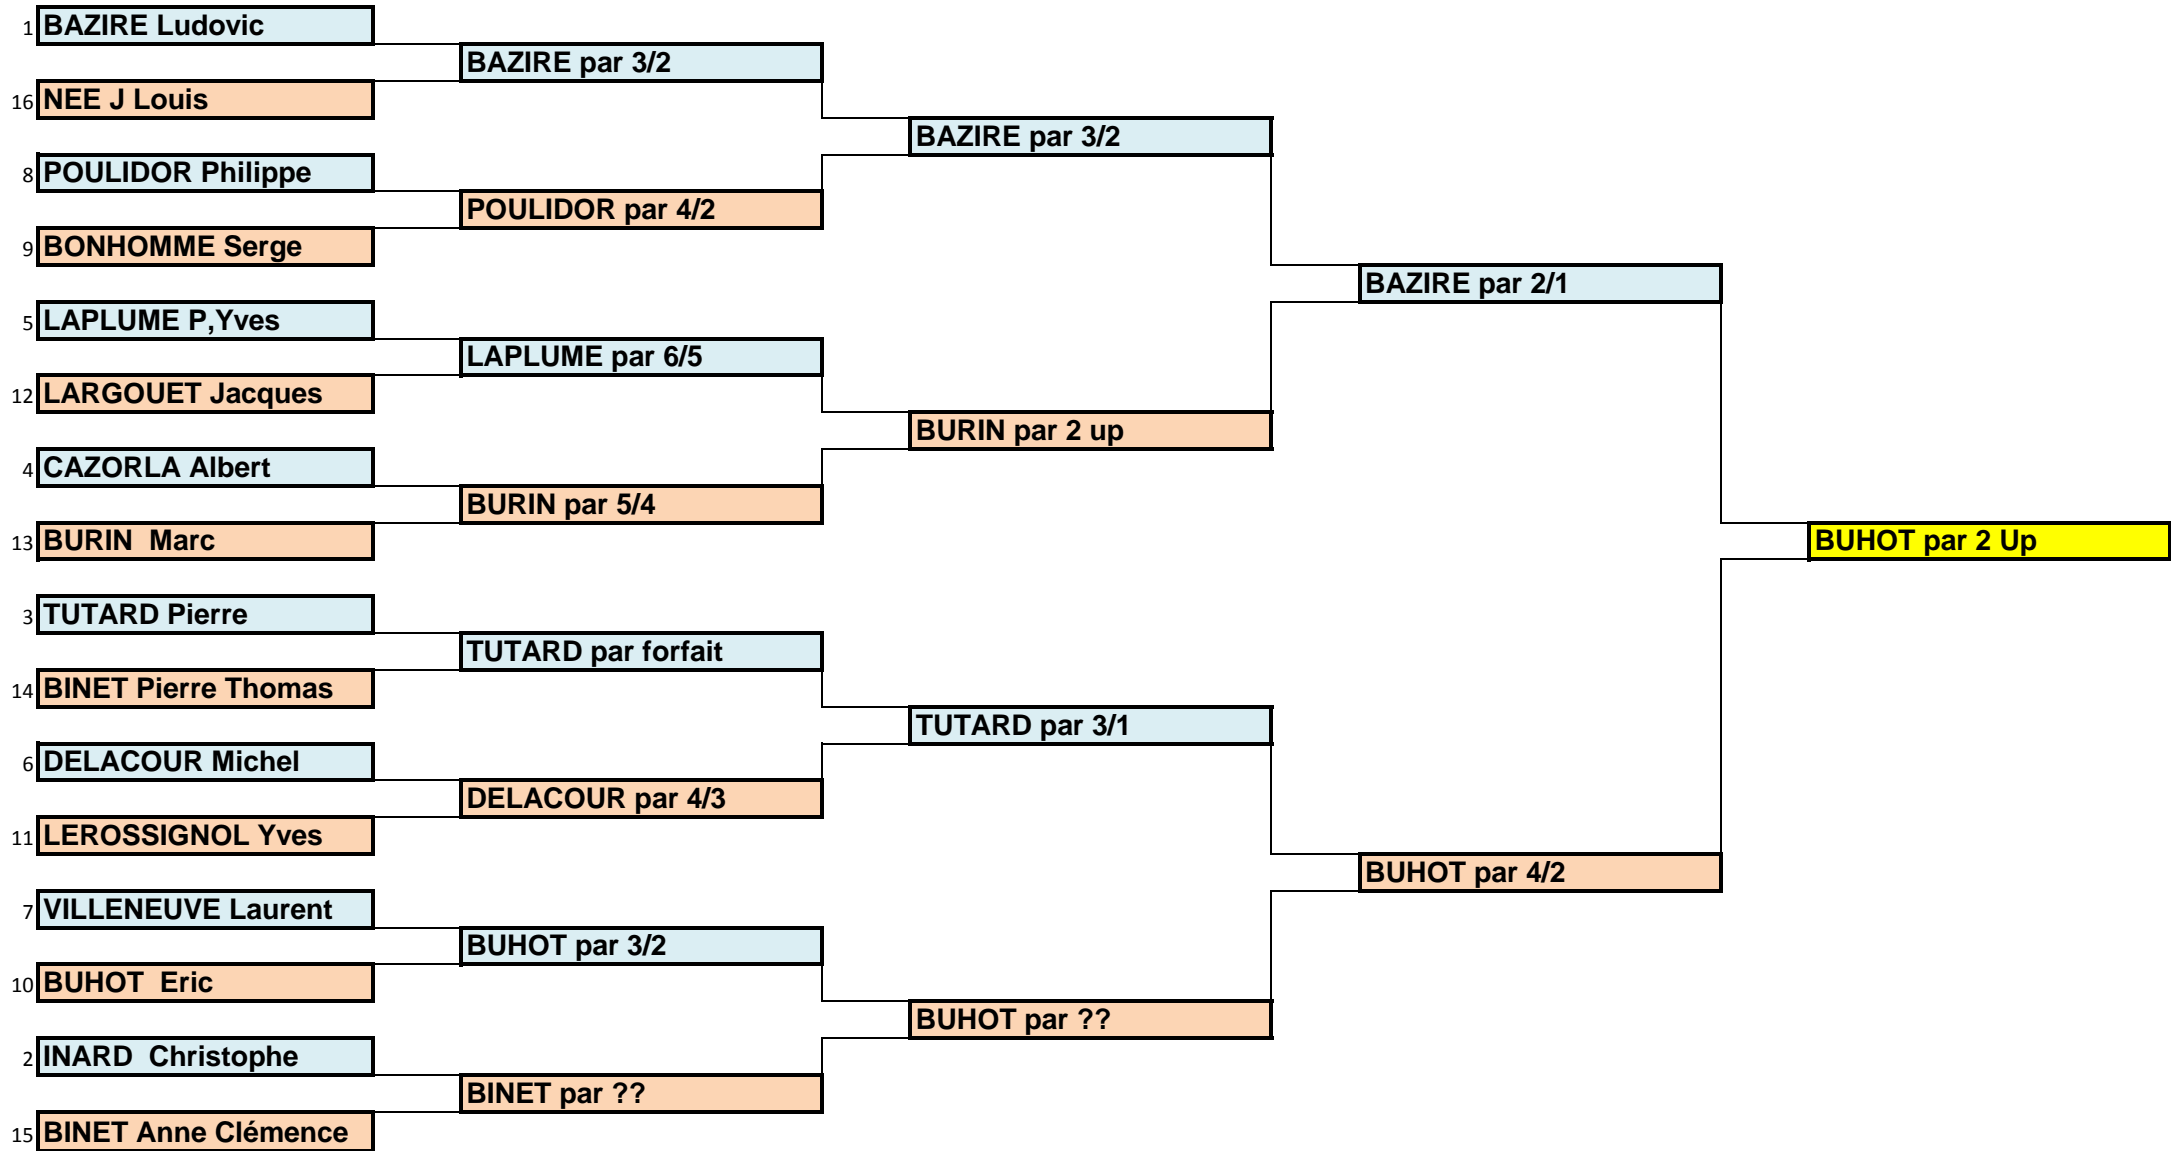 1 BAZIRE Ludovic
BAZIRE par 3/2
16 NEE J Louis
BAZIRE par 3/2
8 POULIDOR Philippe
POULIDOR par 4/2
9 BONHOMME Serge
BAZIRE par 2/1
5 LAPLUME P,Yves
LAPLUME par 6/5
12 LARGOUET Jacques
BURIN par 2 up
4 CAZORLA Albert
BURIN par 5/4
13 BURIN  Marc
BUHOT par 2 Up
3 TUTARD Pierre
TUTARD par forfait
14 BINET Pierre Thomas
TUTARD par 3/1
6 DELACOUR Michel
DELACOUR par 4/3
11 LEROSSIGNOL Yves
BUHOT par 4/2
7 VILLENEUVE Laurent
BUHOT par 3/2
10 BUHOT  Eric
BUHOT par ??
2 INARD  Christophe
BINET par ??
15 BINET Anne Clémence